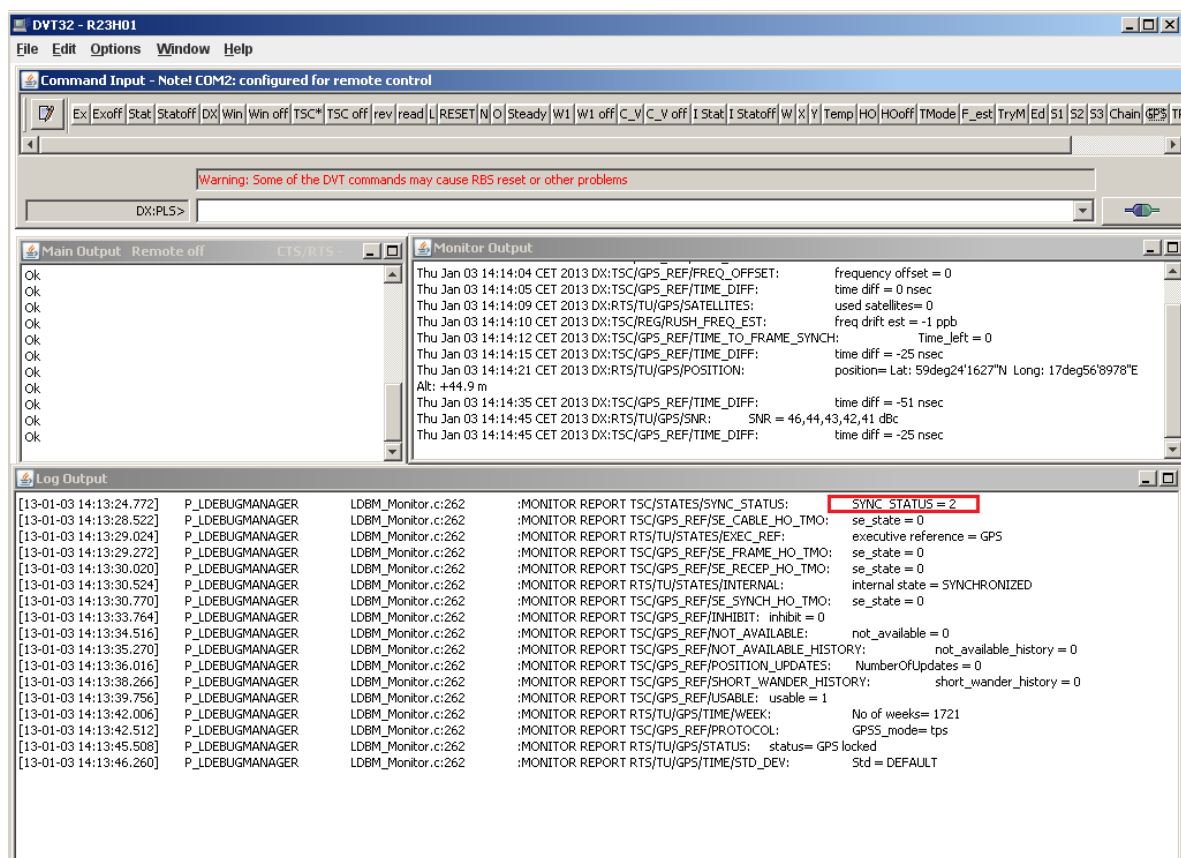 DVT32 - R23H01
File Edit Options Window Help
Command Input - Note! COM2: configured for remote control
Ex Exoff Stat Statoff DX Win Win off TSC* TSC off rev read L RESET N O Steady W1 W1 off C_V C_V off I Stat I Statoff W X Y Temp HO HOoff TMode F_est TryM Ed S1 S2 S3 Chain GPS
Warning: Some of the DVT commands may cause RBS reset or other problems
DX:PLS>
Main Output Remote off CTS/RTS -
Ok
Ok
Ok
Ok
Ok
Ok
Ok
Ok
Ok
Ok
Ok
Monitor Output
Thu Jan 03 14:14:04 CET 2013 DX:TSC/GPS_REF/FREQ_OFFSET: frequency offset = 0
Thu Jan 03 14:14:05 CET 2013 DX:TSC/GPS_REF/TIME_DIFF: time diff = 0 nsec
Thu Jan 03 14:14:09 CET 2013 DX:RTS/TU/GPS/SATELLITES: used satellites= 0
Thu Jan 03 14:14:10 CET 2013 DX:TSC/REG/RUSH_FREQ_EST: freq drift est = -1 ppb
Thu Jan 03 14:14:12 CET 2013 DX:TSC/GPS_REF/TIME_TO_FRAME_SYNCH: Time_left = 0
Thu Jan 03 14:14:15 CET 2013 DX:TSC/GPS_REF/TIME_DIFF: time diff = -25 nsec
Thu Jan 03 14:14:21 CET 2013 DX:RTS/TU/GPS/POSITION: position= Lat: 59deg24'1627"N Long: 17deg56'8978"E
Alt: +44.9 m
Thu Jan 03 14:14:35 CET 2013 DX:TSC/GPS_REF/TIME_DIFF: time diff = -51 nsec
Thu Jan 03 14:14:45 CET 2013 DX:RTS/TU/GPS/SNR: SNR = 46,44,43,42,41 dBc
Thu Jan 03 14:14:45 CET 2013 DX:TSC/GPS_REF/TIME_DIFF: time diff = -25 nsec
Log Output
[13-01-03 14:13:24.772] P_LDEBUGMANAGER LDBM_Monitor.c:262 :MONITOR REPORT TSC/STATES/SYNC_STATUS: SYNC_STATUS = 2
[13-01-03 14:13:28.522] P_LDEBUGMANAGER LDBM_Monitor.c:262 :MONITOR REPORT TSC/GPS_REF/SE_CABLE_HO_TMO: se_state = 0
[13-01-03 14:13:29.024] P_LDEBUGMANAGER LDBM_Monitor.c:262 :MONITOR REPORT RTS/TU/STATES/EXEC_REF: executive reference = GPS
[13-01-03 14:13:29.272] P_LDEBUGMANAGER LDBM_Monitor.c:262 :MONITOR REPORT TSC/GPS_REF/SE_FRAME_HO_TMO: se_state = 0
[13-01-03 14:13:30.020] P_LDEBUGMANAGER LDBM_Monitor.c:262 :MONITOR REPORT TSC/GPS_REF/SE_RECEP_HO_TMO: se_state = 0
[13-01-03 14:13:30.524] P_LDEBUGMANAGER LDBM_Monitor.c:262 :MONITOR REPORT RTS/TU/STATES/INTERNAL: internal state = SYNCHRONIZED
[13-01-03 14:13:30.770] P_LDEBUGMANAGER LDBM_Monitor.c:262 :MONITOR REPORT TSC/GPS_REF/SE_SYNCH_HO_TMO: se_state = 0
[13-01-03 14:13:33.764] P_LDEBUGMANAGER LDBM_Monitor.c:262 :MONITOR REPORT TSC/GPS_REF/INHIBIT: inhibit = 0
[13-01-03 14:13:34.516] P_LDEBUGMANAGER LDBM_Monitor.c:262 :MONITOR REPORT TSC/GPS_REF/NOT_AVAILABLE: not_available = 0
[13-01-03 14:13:35.270] P_LDEBUGMANAGER LDBM_Monitor.c:262 :MONITOR REPORT TSC/GPS_REF/NOT_AVAILABLE_HISTORY: not_available_history = 0
[13-01-03 14:13:36.016] P_LDEBUGMANAGER LDBM_Monitor.c:262 :MONITOR REPORT TSC/GPS_REF/POSITION_UPDATES: NumberOfUpdates = 0
[13-01-03 14:13:38.266] P_LDEBUGMANAGER LDBM_Monitor.c:262 :MONITOR REPORT TSC/GPS_REF/SHORT_WANDER_HISTORY: short_wander_history = 0
[13-01-03 14:13:39.756] P_LDEBUGMANAGER LDBM_Monitor.c:262 :MONITOR REPORT TSC/GPS_REF/USABLE: usable = 1
[13-01-03 14:13:42.006] P_LDEBUGMANAGER LDBM_Monitor.c:262 :MONITOR REPORT RTS/TU/GPS/TIME/WEEK: No of weeks= 1721
[13-01-03 14:13:42.512] P_LDEBUGMANAGER LDBM_Monitor.c:262 :MONITOR REPORT TSC/GPS_REF/PROTOCOL: GPSS_mode= tps
[13-01-03 14:13:45.508] P_LDEBUGMANAGER LDBM_Monitor.c:262 :MONITOR REPORT RTS/TU/GPS/STATUS: status= GPS locked
[13-01-03 14:13:46.260] P_LDEBUGMANAGER LDBM_Monitor.c:262 :MONITOR REPORT RTS/TU/GPS/TIME/STD_DEV: Std = DEFAULT